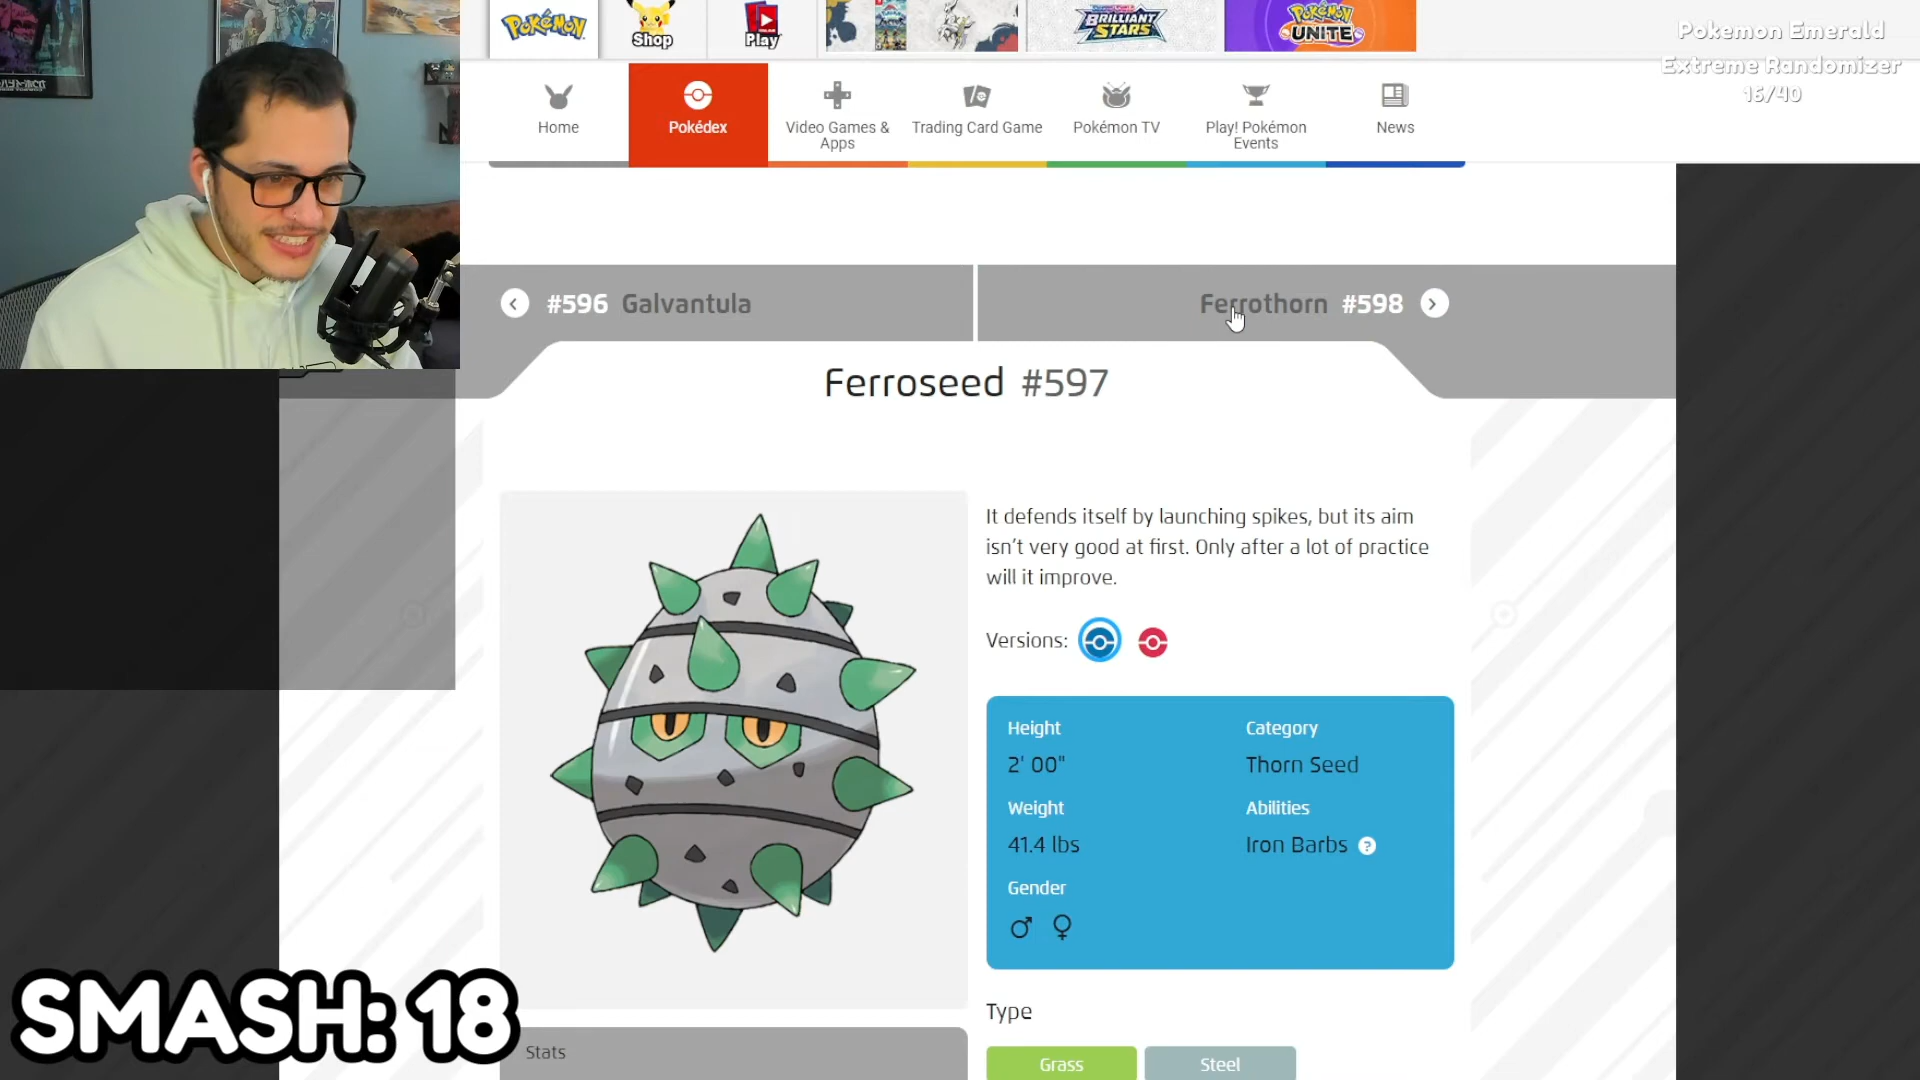 POKéMON
Shop
Play
BRILLIANT
STARS
POKéMON
UNITE
Pokemon Emerald
Extreme Randomizer
16/40
Home
Pokédex
Video Games &
Apps
Trading Card Game
Pokémon TV
Play! Pokémon
Events
News
#596 Galvantula
Ferrothorn #598
Ferroseed #597
It defends itself by launching spikes, but its aim
isn't very good at first. Only after a lot of practice
will it improve.
Versions:
Height
2' 00"
Category
Thorn Seed
Weight
41.4 lbs
Abilities
Iron Barbs ?
Gender
Type
Grass
Steel
Stats
SMASH: 18